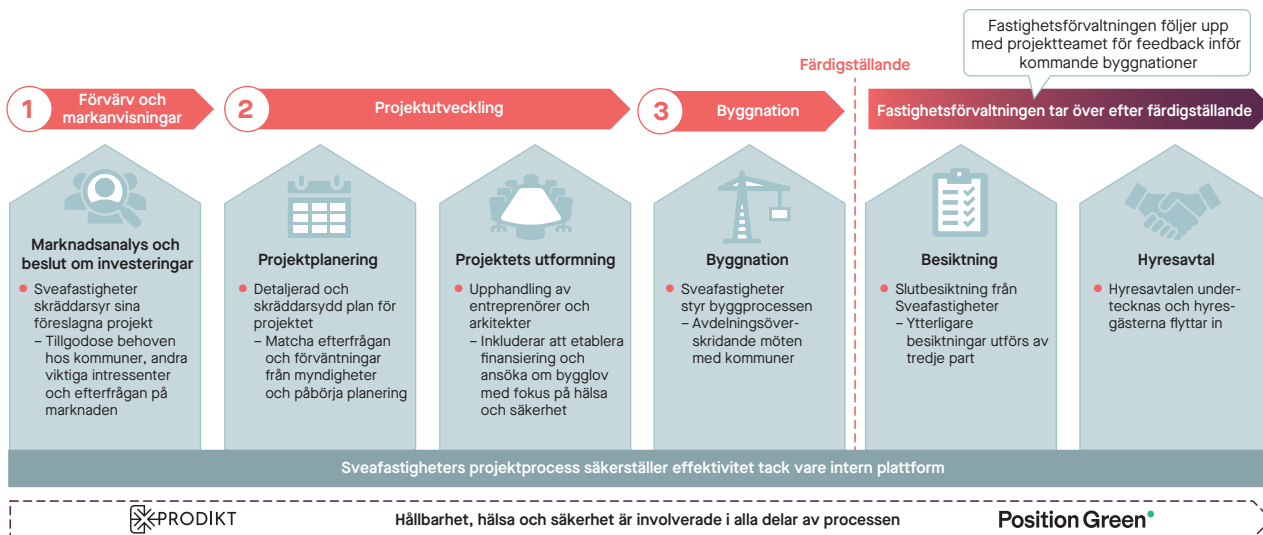 Fastighetsförvaltningen följer upp
med projektteamet för feedback inför
kommande byggnationer
Färdigställande
1
Förvärv och
markanvisningar
2
Projektutveckling
3
Byggnation
Fastighetsförvaltningen tar över efter färdigställande
Marknadsanalys och
beslut om investeringar
• Sveafastigheter
skräddarsyr sina
föreslagna projekt
– Tillgodose behoven
hos kommuner, andra
viktiga intressenter
och efterfrågan på
marknaden
Projektplanering
• Detaljerad och
skräddarsydd plan för
projektet
– Matcha efterfrågan
och förväntningar
från myndigheter
och påbörja planering
Projektets utformning
• Upphandling av
entreprenörer och
arkitekter
– Inkluderar att etablera
finansiering och
ansöka om bygglov
med fokus på hälsa
och säkerhet
Byggnation
• Sveafastigheter
styr byggprocessen
– Avdelningsöver-
skridande möten
med kommuner
Besiktning
• Slutbesiktning från
Sveafastigheter
– Ytterligare
besiktningar utförs av
tredje part
Hyresavtal
• Hyresavtalen under-
tecknas och hyres-
gästerna flyttar in
Sveafastigheters projektprocess säkerställer effektivitet tack vare intern plattform
PRODIKT
Hållbarhet, hälsa och säkerhet är involverade i alla delar av processen
Position Green